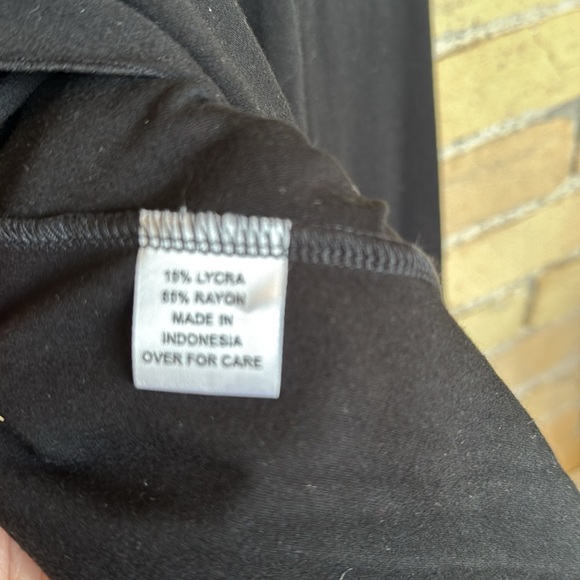 15% LYCRA
85% RAYON
MADE IN
INDONESIA
OVER FOR CARE